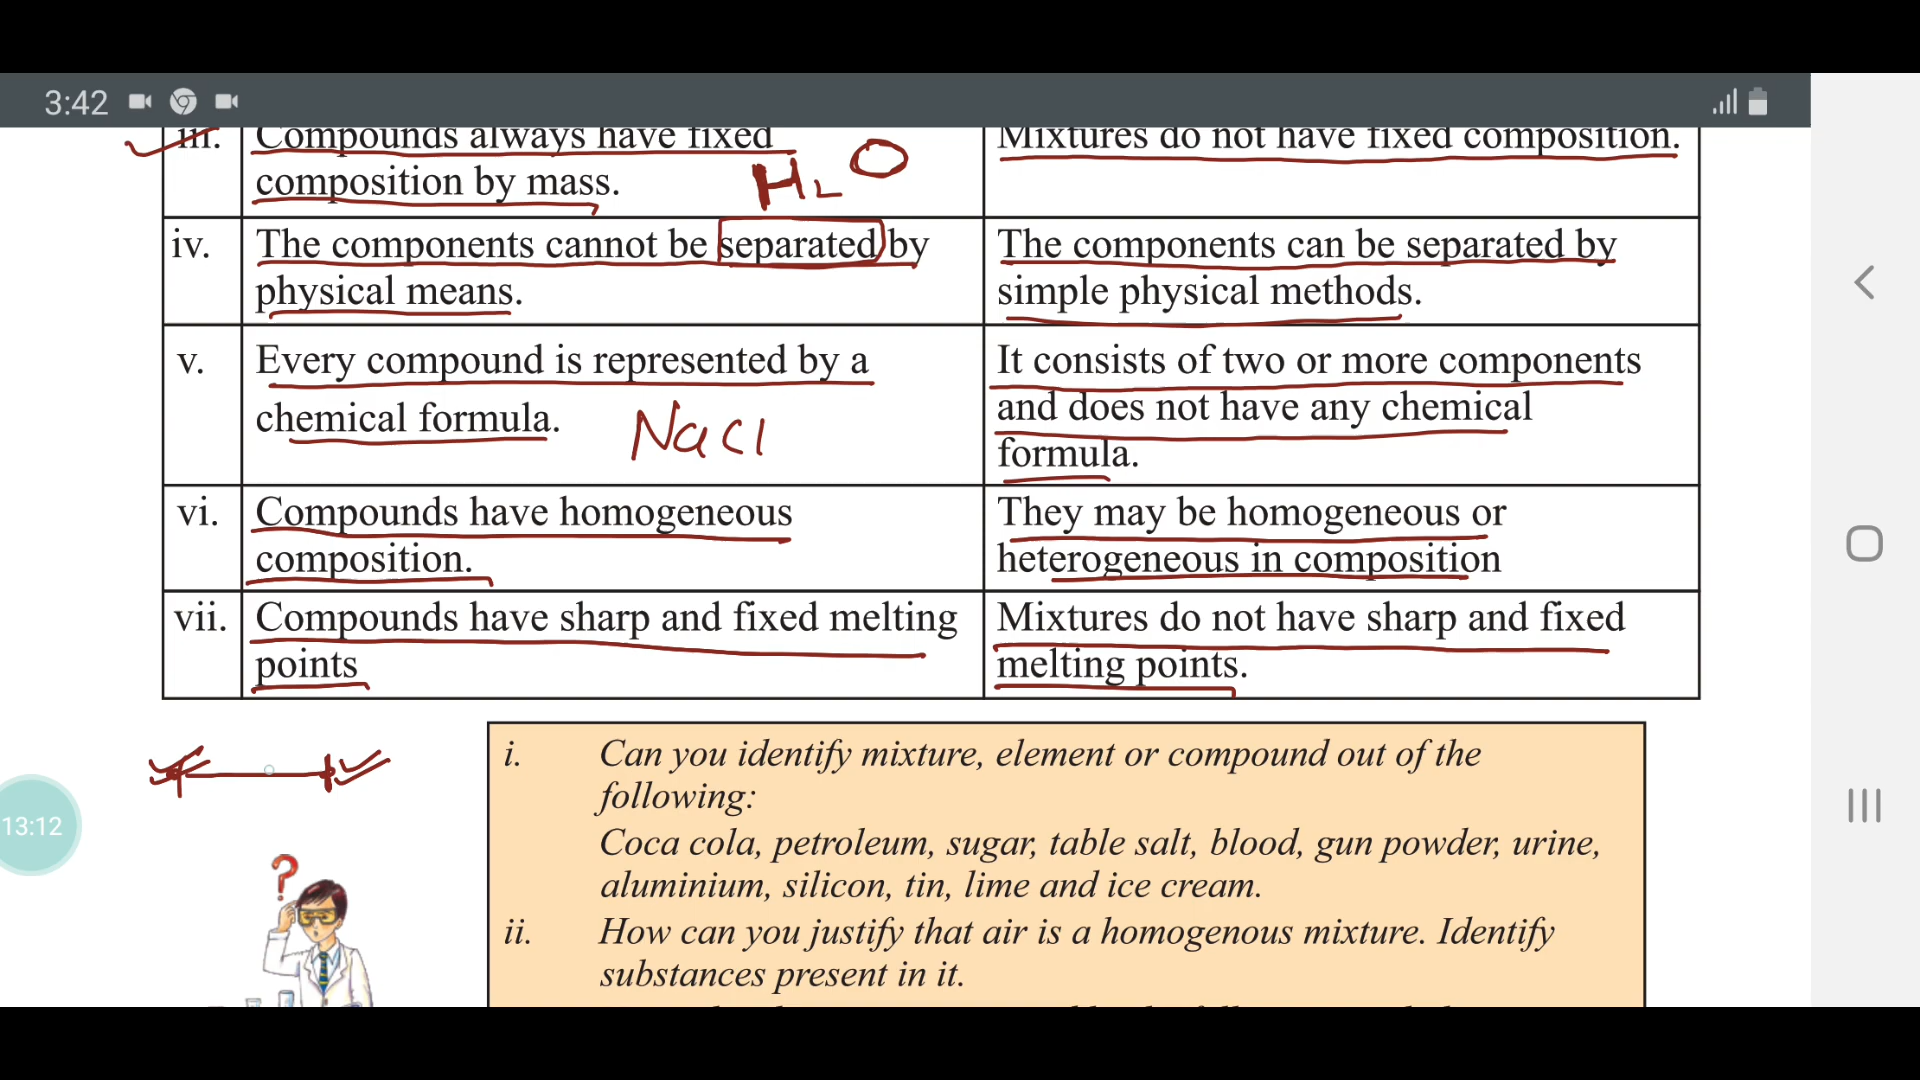 3:42
iii. Compounds always have fixed
composition by mass.
H2O
Mixtures do not have fixed composition.
iv. The components cannot be separated by
physical means.
The components can be separated by
simple physical methods.
v. Every compound is represented by a
chemical formula.
NaCl
It consists of two or more components
and does not have any chemical
formula.
vi. Compounds have homogeneous
composition.
They may be homogeneous or
heterogeneous in composition
vii. Compounds have sharp and fixed melting
points
Mixtures do not have sharp and fixed
melting points.
13:12
?
i. Can you identify mixture, element or compound out of the
following:
Coca cola, petroleum, sugar, table salt, blood, gun powder, urine,
aluminium, silicon, tin, lime and ice cream.
ii. How can you justify that air is a homogenous mixture. Identify
substances present in it.